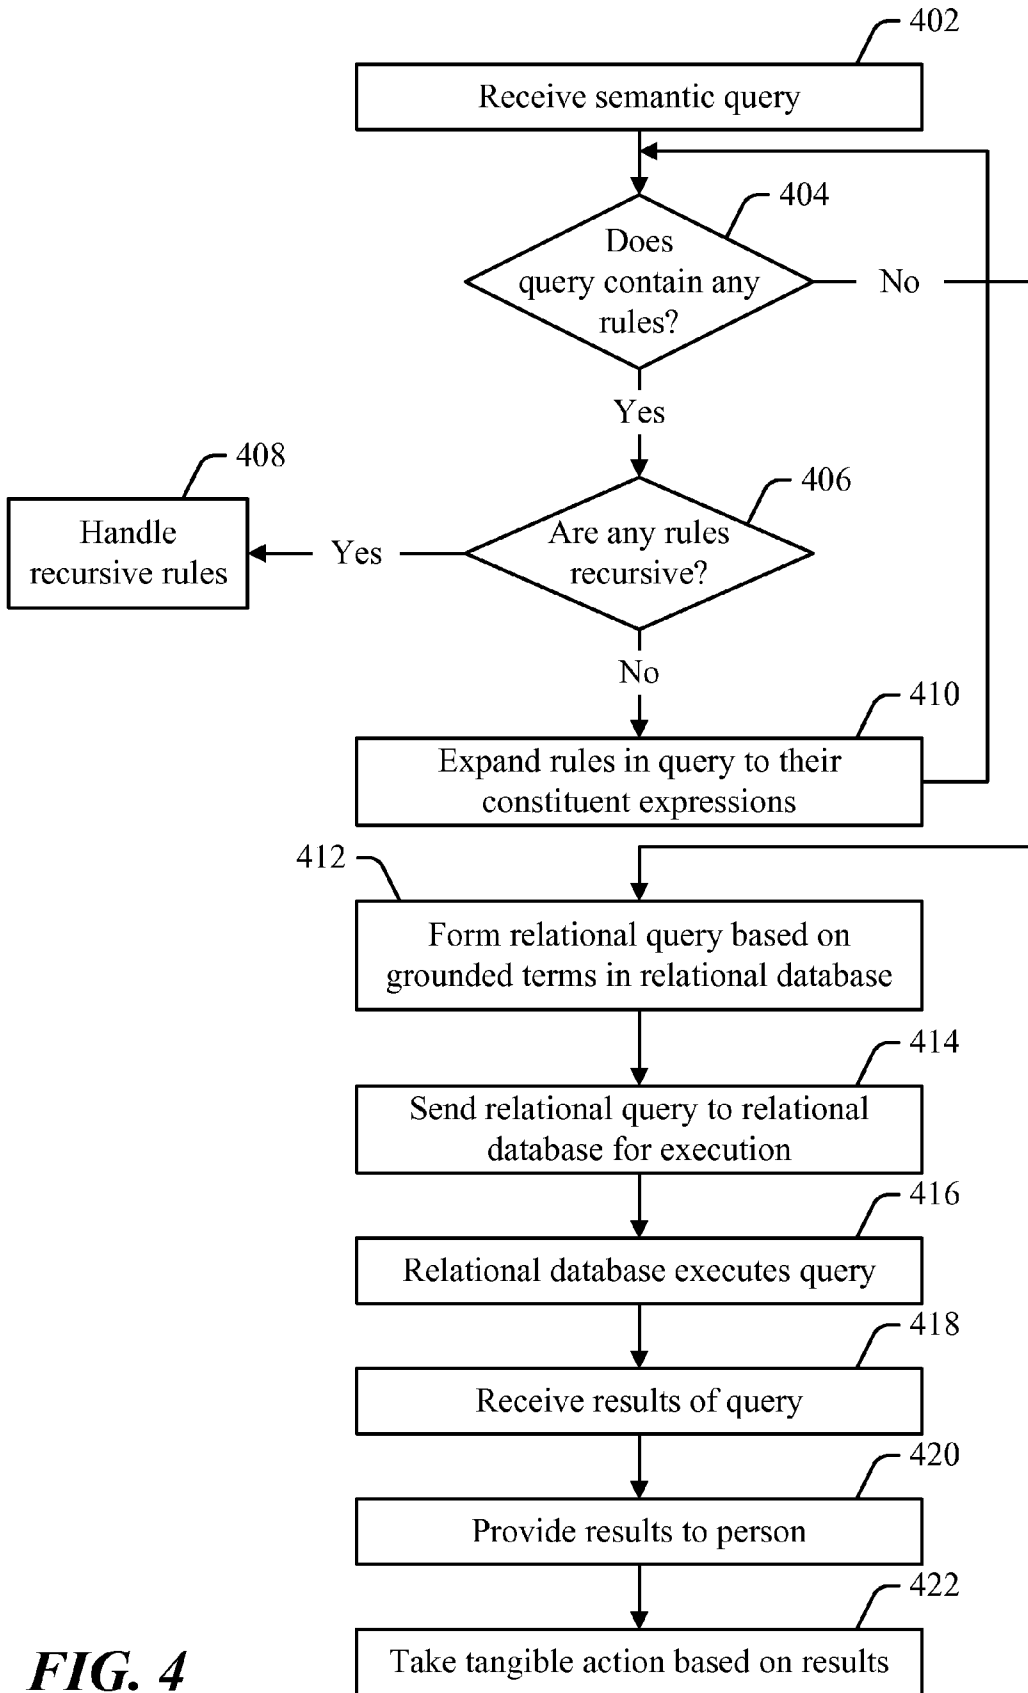 402
Receive semantic query
404
Does
query contain any
rules?
No
Yes
408
406
Handle
recursive rules
Yes
Are any rules
recursive?
No
410
Expand rules in query to their
constituent expressions
412
Form relational query based on
grounded terms in relational database
414
Send relational query to relational
database for execution
416
Relational database executes query
418
Receive results of query
420
Provide results to person
422
Take tangible action based on results
FIG. 4